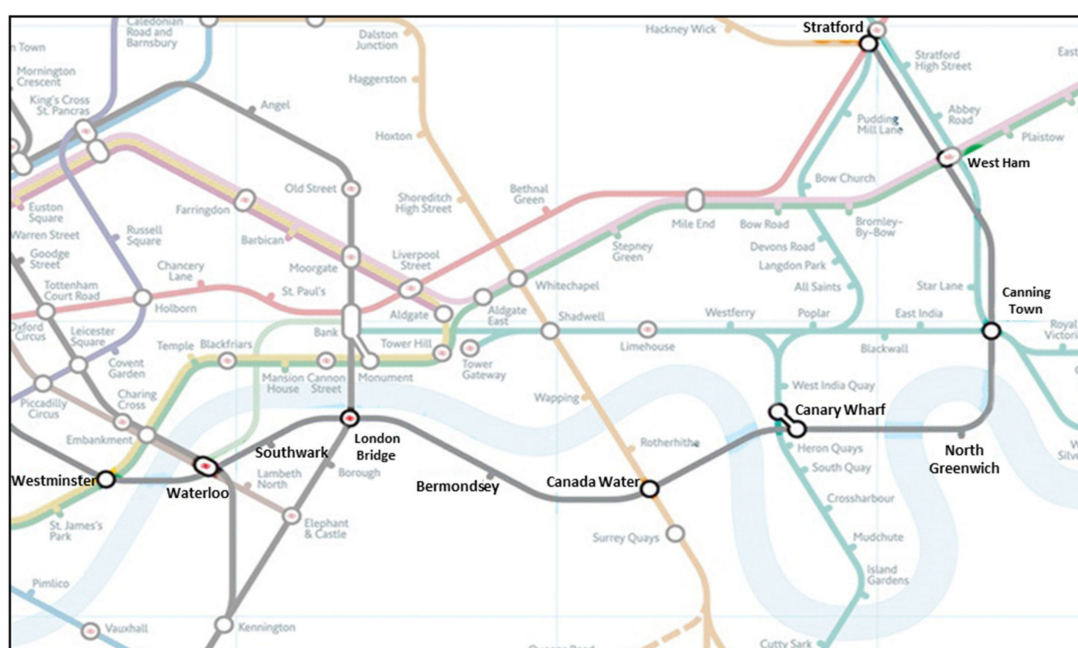 Caledonian
Road and
Barnsbury
Dalston
Junction
Hackney Wick
Stratford
n Town
Mornington
Crescent
King's Cross
St. Pancras
Angel
Haggerston
Hoxton
Stratford
High Street
East
Abbey
Road
Pudding
Mill Lane
Plaistow
West Ham
Old Street
Shoreditch
High Street
Bethnal
Green
Bow Church
Euston
Square
Farringdon
Barbican
Mile End
Bow Road
Bromley-
By-Bow
Warren Street
Russell
Square
Goodge
Street
Moorgate
Liverpool
Street
Stepney
Green
Devons Road
Langdon Park
Chancery
Lane
Tottenham
Court Road
St. Paul's
Whitechapel
All Saints
Star Lane
Canning
Town
Holborn
Aldgate
Aldgate
East
Oxford
Circus
Leicester
Square
Bank
Shadwell
Westferry
Poplar
East India
Royal
Victoria
Temple
Blackfriars
Tower Hill
Limehouse
Blackwall
Covent
Garden
Mansion
House
Cannon
Street
Monument
Tower
Gateway
Piccadilly
Circus
Charing
Cross
Wapping
West India Quay
Canary Wharf
Embankment
Southwark
London
Bridge
Rotherhithe
Heron Quays
North
Greenwich
Westminster
Waterloo
Lambeth
North
Borough
Bermondsey
Canada Water
South Quay
St. James's
Park
Elephant
& Castle
Surrey Quays
Crossharbour
Mudchute
Island
Gardens
Pimlico
Vauxhall
Kennington
Cutty Sark